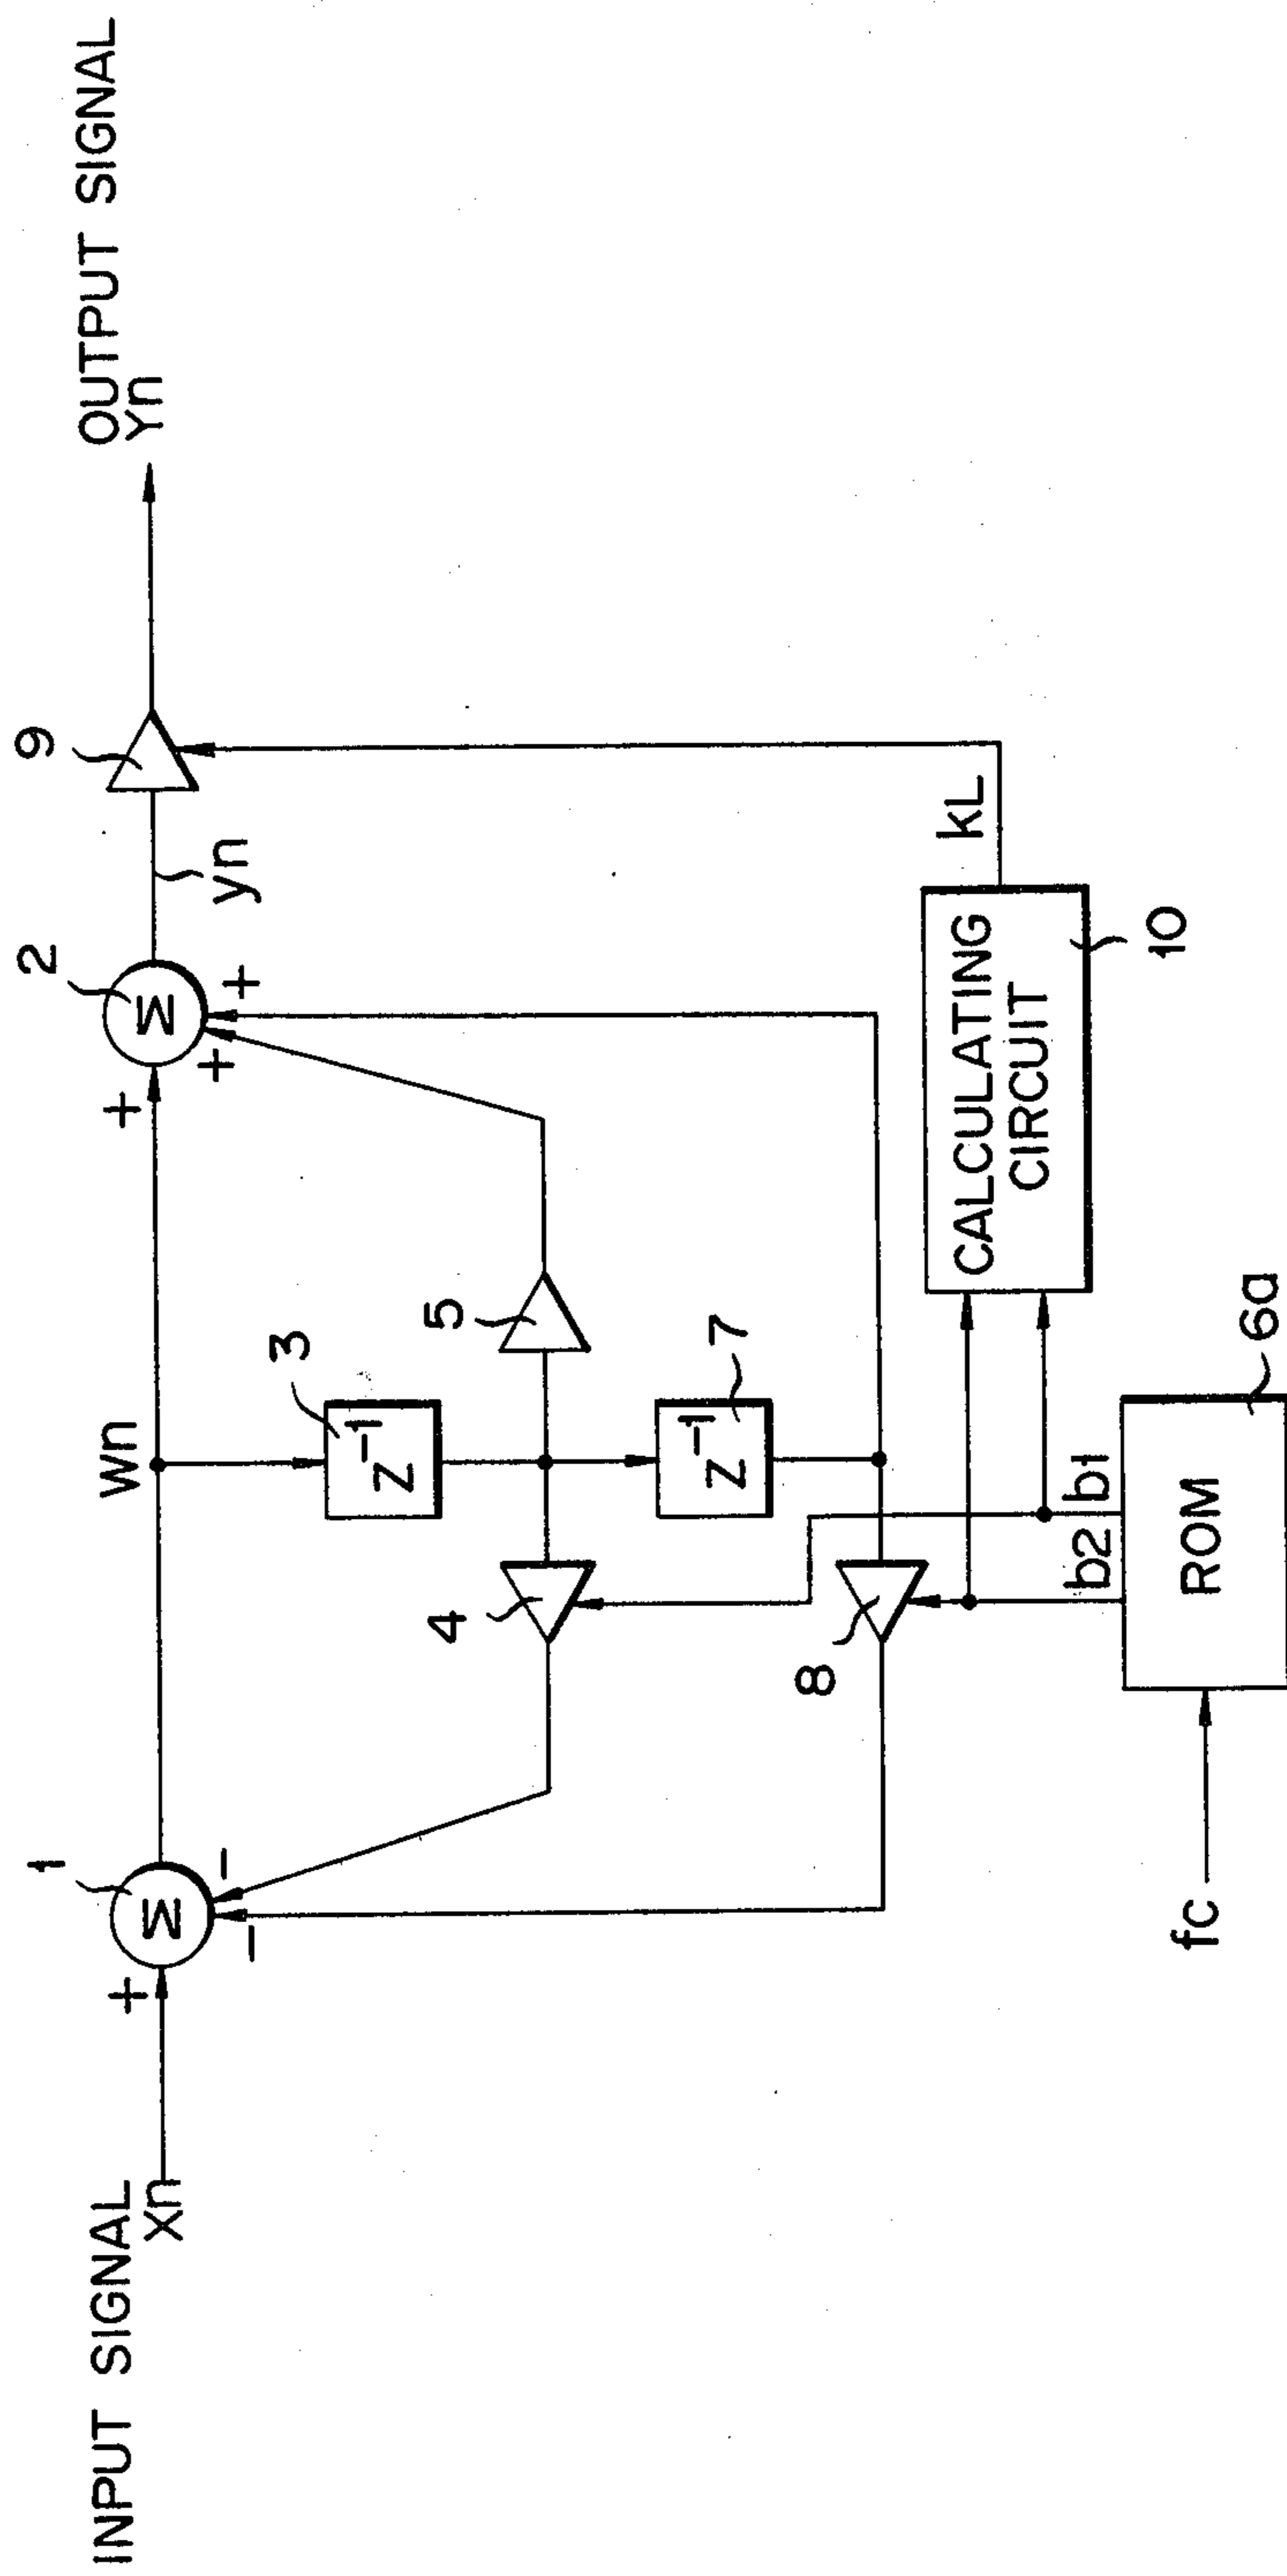 INPUT SIGNAL
Xn
+
1
Σ
−
−
Wn
+
2
Σ
+
+
yn
9
OUTPUT SIGNAL
Yn
3
z⁻¹
4
5
7
z⁻¹
8
CALCULATING
CIRCUIT
10
kL
b2
b1
ROM
6a
fc